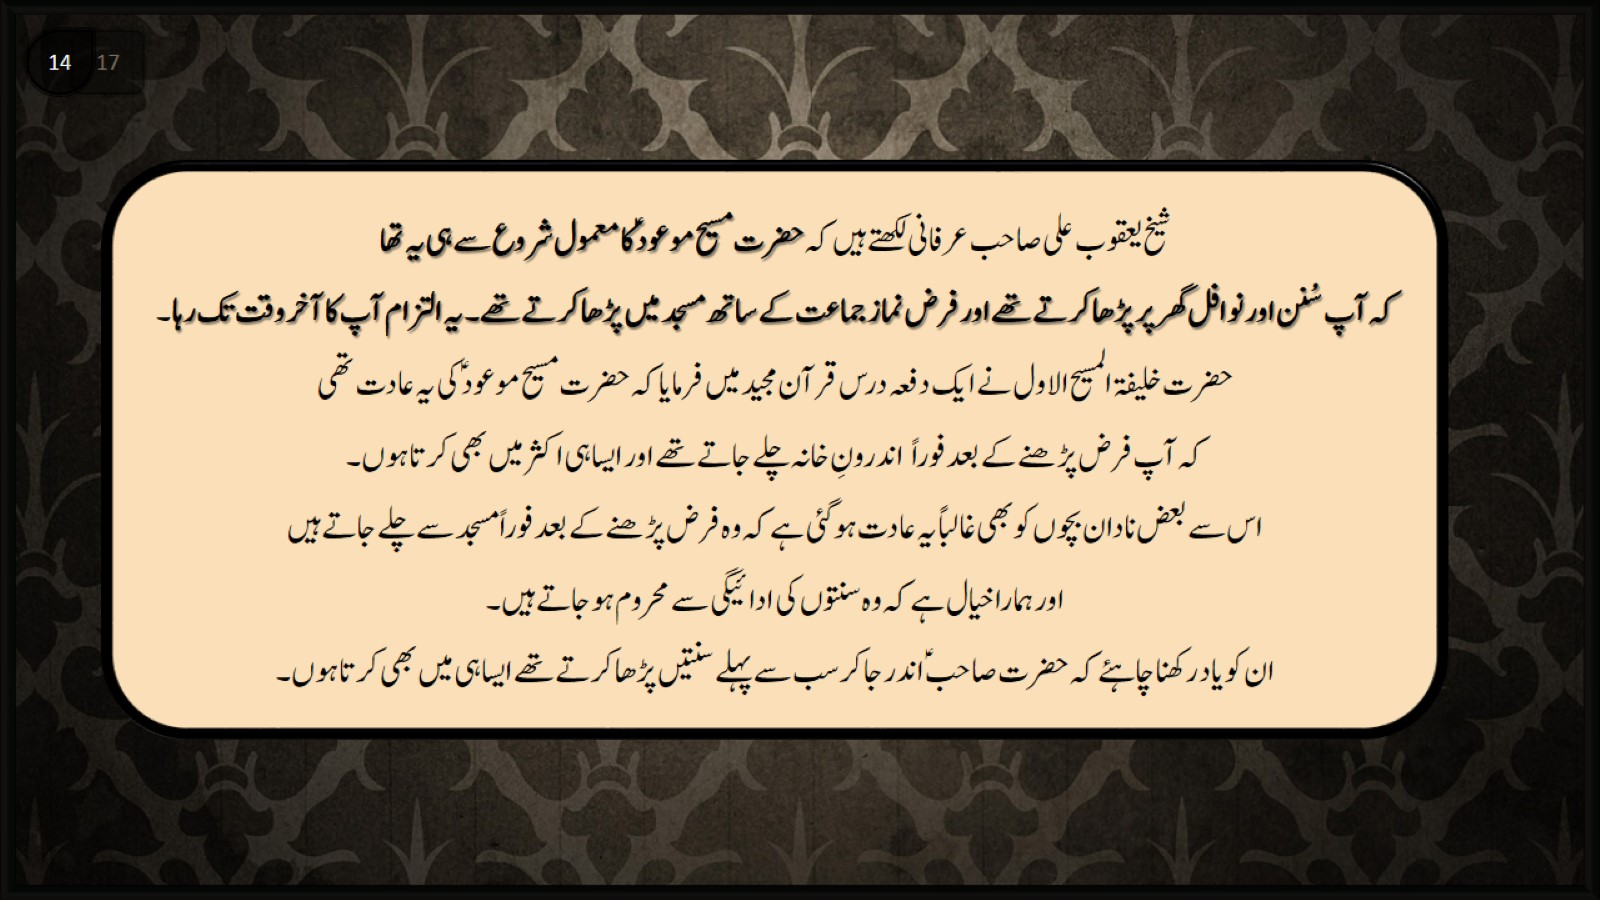 14 17
شیخ یعقوب علی صاحب عرفانی لکھتے ہیں کہ حضرت مسیح موعودؑ کا معمول شروع سے ہی یہ تھا
کہ آپ سُنن اور نوافل گھر پر پڑھا کرتے تھے اور فرض نماز جماعت کے ساتھ مسجد میں پڑھا کرتے تھے۔ یہ التزام آپ کا آخر وقت تک رہا۔
حضرت خلیفۃ المسیح الاول نے ایک دفعہ درس قرآن مجید میں فرمایا کہ حضرت مسیح موعودؑ کی یہ عادت تھی
کہ آپ فرض پڑھنے کے بعد فوراً اندرونِ خانہ چلے جاتے تھے اور ایسا ہی اکثر میں بھی کرتا ہوں۔
اس سے بعض نادان بچوں کو بھی غالباً یہ عادت ہو گئی ہے کہ وہ فرض پڑھنے کے بعد فوراً مسجد سے چلے جاتے ہیں
اور ہمارا خیال ہے کہ وہ سنتوں کی ادائیگی سے محروم ہو جاتے ہیں۔
ان کو یاد رکھنا چاہئے کہ حضرت صاحبؑ اندر جا کر سب سے پہلے سنتیں پڑھا کرتے تھے ایسا ہی میں بھی کرتا ہوں۔